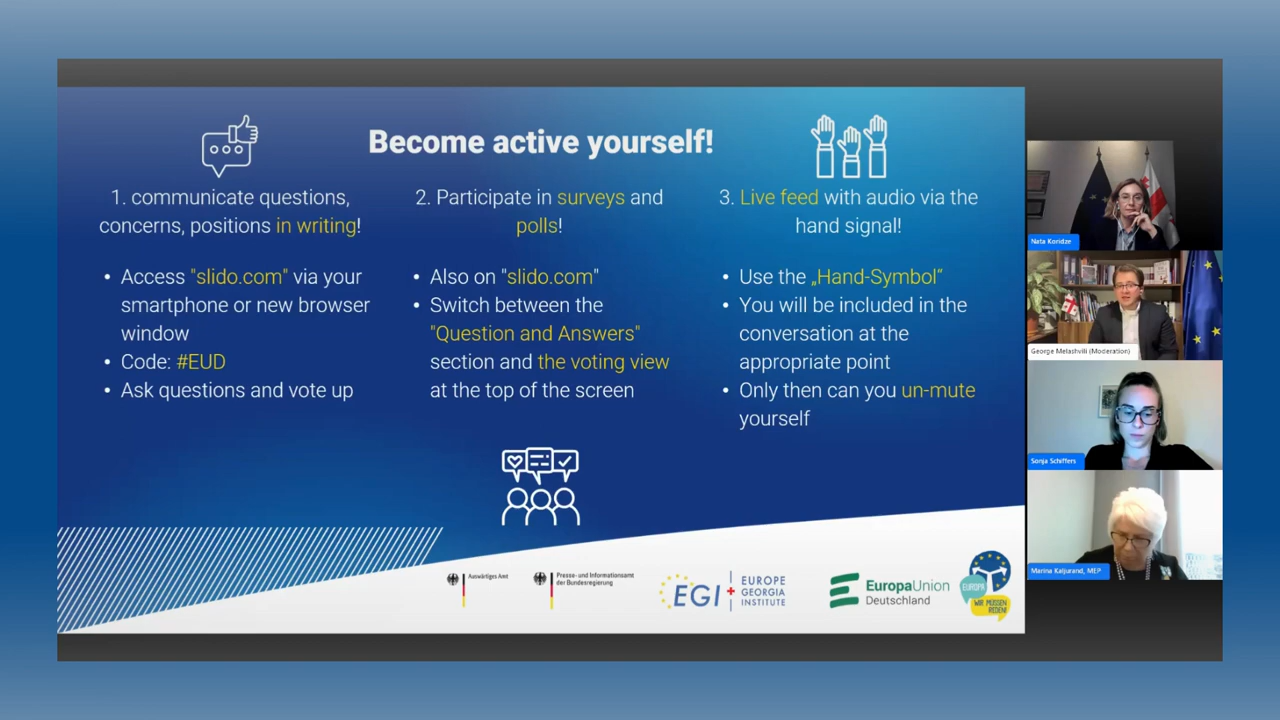 Become active yourself!
1. communicate questions,
concerns, positions in writing!
• Access "slido.com" via your
smartphone or new browser
window
• Code: #EUD
• Ask questions and vote up
2. Participate in surveys and
polls!
• Also on "slido.com"
• Switch between the
"Question and Answers"
section and the voting view
at the top of the screen
3. Live feed with audio via the
hand signal!
• Use the „Hand-Symbol“
• You will be included in the
conversation at the
appropriate point
• Only then can you un-mute
yourself
Auswärtiges Amt
Presse- und Informationsamt
der Bundesregierung
EGI
EUROPE
GEORGIA
INSTITUTE
EuropaUnion
Deutschland
EUROPA
WIR MÜSSEN
REDEN!
Nata Koridze
George Melashvili (Moderation)
Sonja Schiffers
Marina Kaljurand, MEP